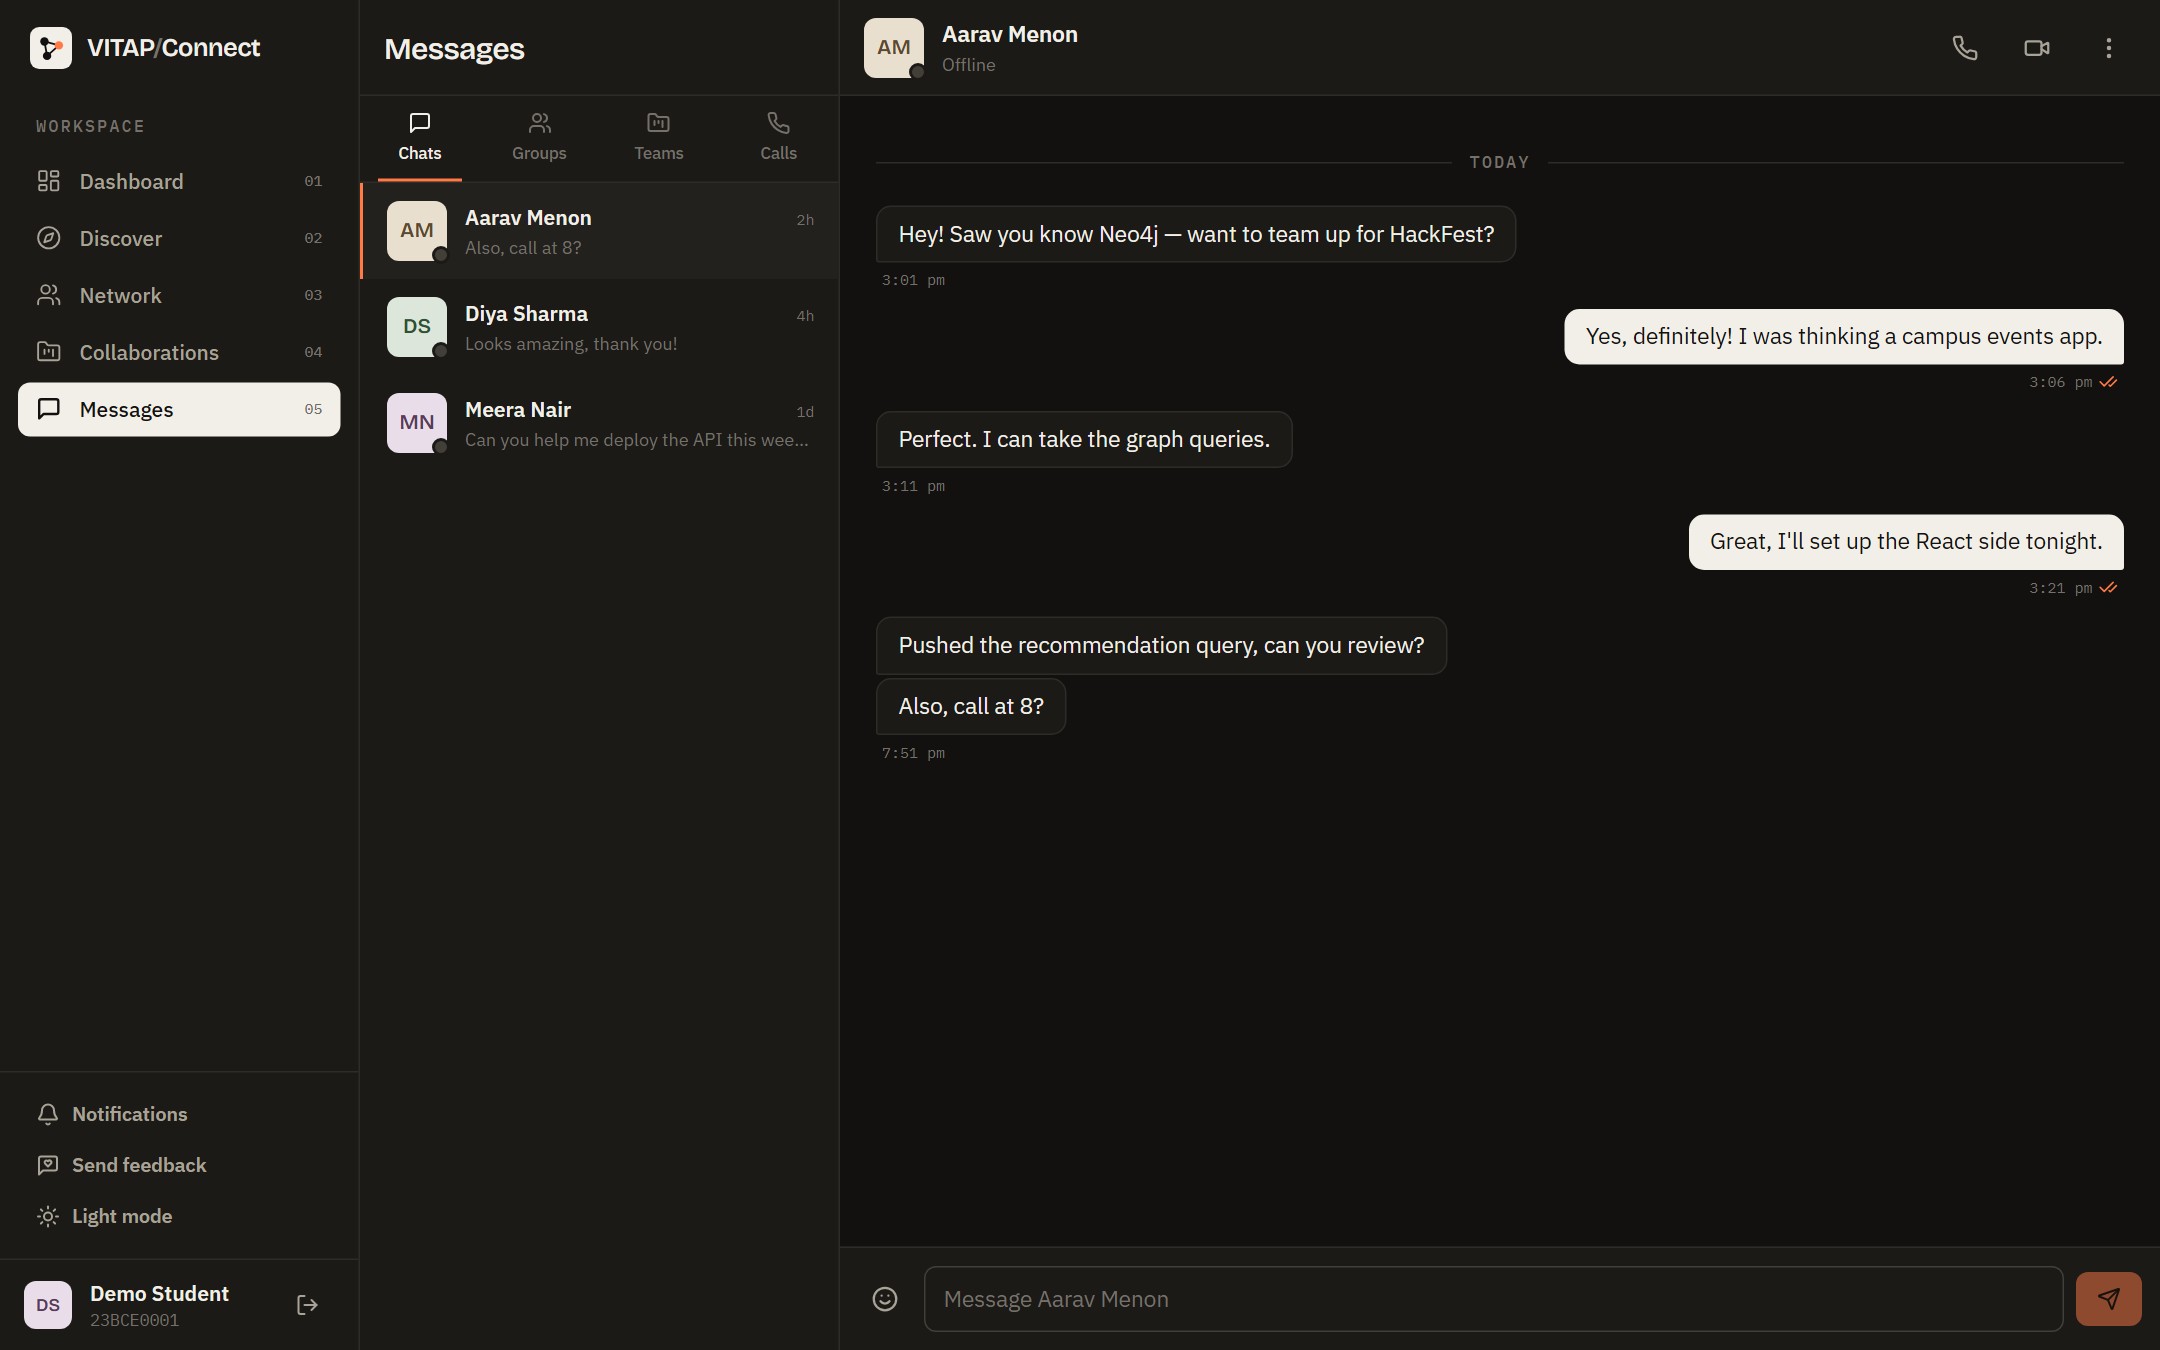 VITAP/Connect
WORKSPACE
Dashboard 01
Discover 02
Network 03
Collaborations 04
Messages 05
Notifications
Send feedback
Light mode
DS
Demo Student
23BCE0001
Messages
Chats
Groups
Teams
Calls
AM
Aarav Menon 2h
Also, call at 8?
DS
Diya Sharma 4h
Looks amazing, thank you!
MN
Meera Nair 1d
Can you help me deploy the API this wee...
AM
Aarav Menon
Offline
TODAY
Hey! Saw you know Neo4j — want to team up for HackFest?
3:01 pm
Yes, definitely! I was thinking a campus events app.
3:06 pm
Perfect. I can take the graph queries.
3:11 pm
Great, I'll set up the React side tonight.
3:21 pm
Pushed the recommendation query, can you review?
Also, call at 8?
7:51 pm
Message Aarav Menon